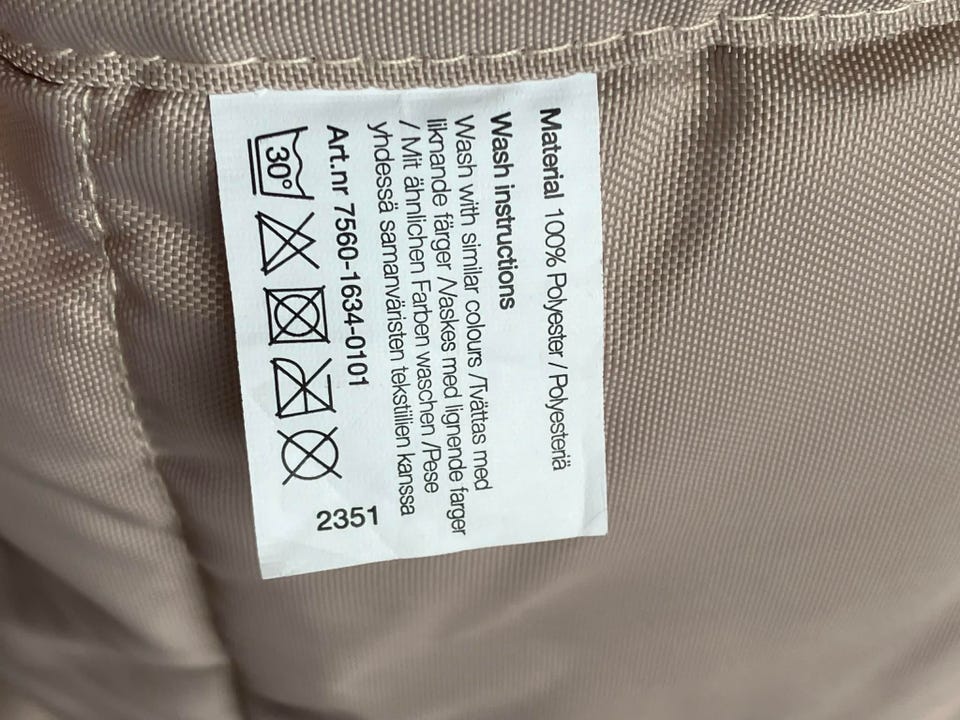 Material 100% Polyester / Polyesteriä
Wash instructions
Wash with similar colours /Tvättas med
liknande färger /Vaskes med lignende farger
/ Mit ähnlichen Farben waschen /Pese
yhdessä samanväristen tekstiilien kanssa
Art.nr 7560-1634-0101
30°
2351